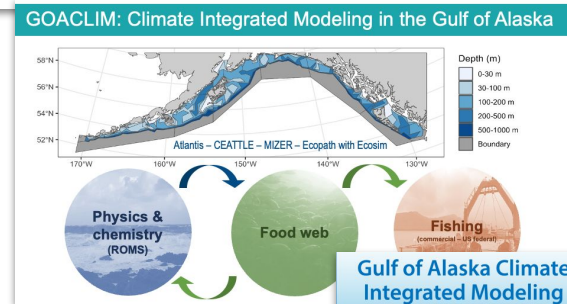 GOACLIM: Climate Integrated Modeling in the Gulf of Alaska
58°N
56°N
54°N
52°N
170°W
160°W
150°W
140°W
130°W
Atlantis – CEATTLE – MIZER – Ecopath with Ecosim
Depth (m)
0-30 m
30-100 m
100-200 m
200-500 m
500-1000 m
Boundary
Physics &
chemistry
(ROMS)
Food web
Fishing
(commercial – US federal)
Gulf of Alaska Climate
Integrated Modeling